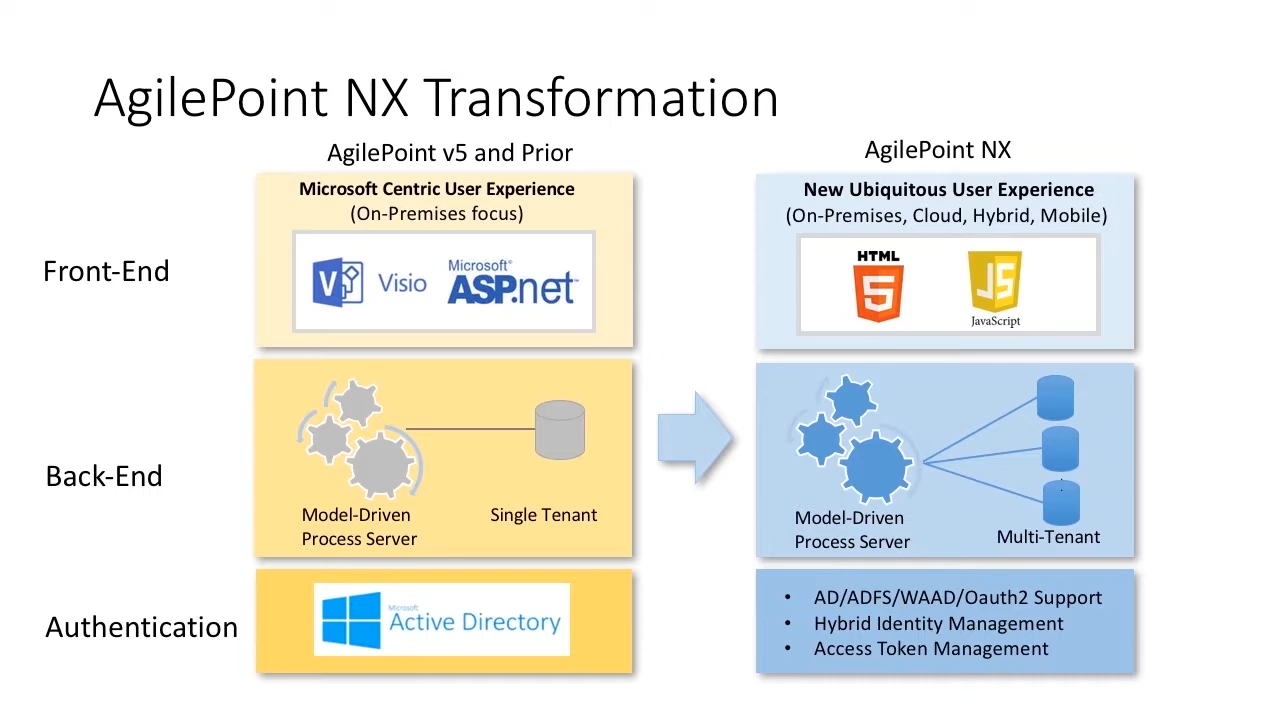 AgilePoint NX Transformation
AgilePoint v5 and Prior
AgilePoint NX
Front-End
Microsoft Centric User Experience
(On-Premises focus)
Visio
Microsoft®
ASP.net™
New Ubiquitous User Experience
(On-Premises, Cloud, Hybrid, Mobile)
HTML
5
JS
JavaScript
Back-End
Model-Driven
Process Server
Single Tenant
Model-Driven
Process Server
Multi-Tenant
Authentication
Microsoft
Active Directory
• AD/ADFS/WAAD/Oauth2 Support
• Hybrid Identity Management
• Access Token Management